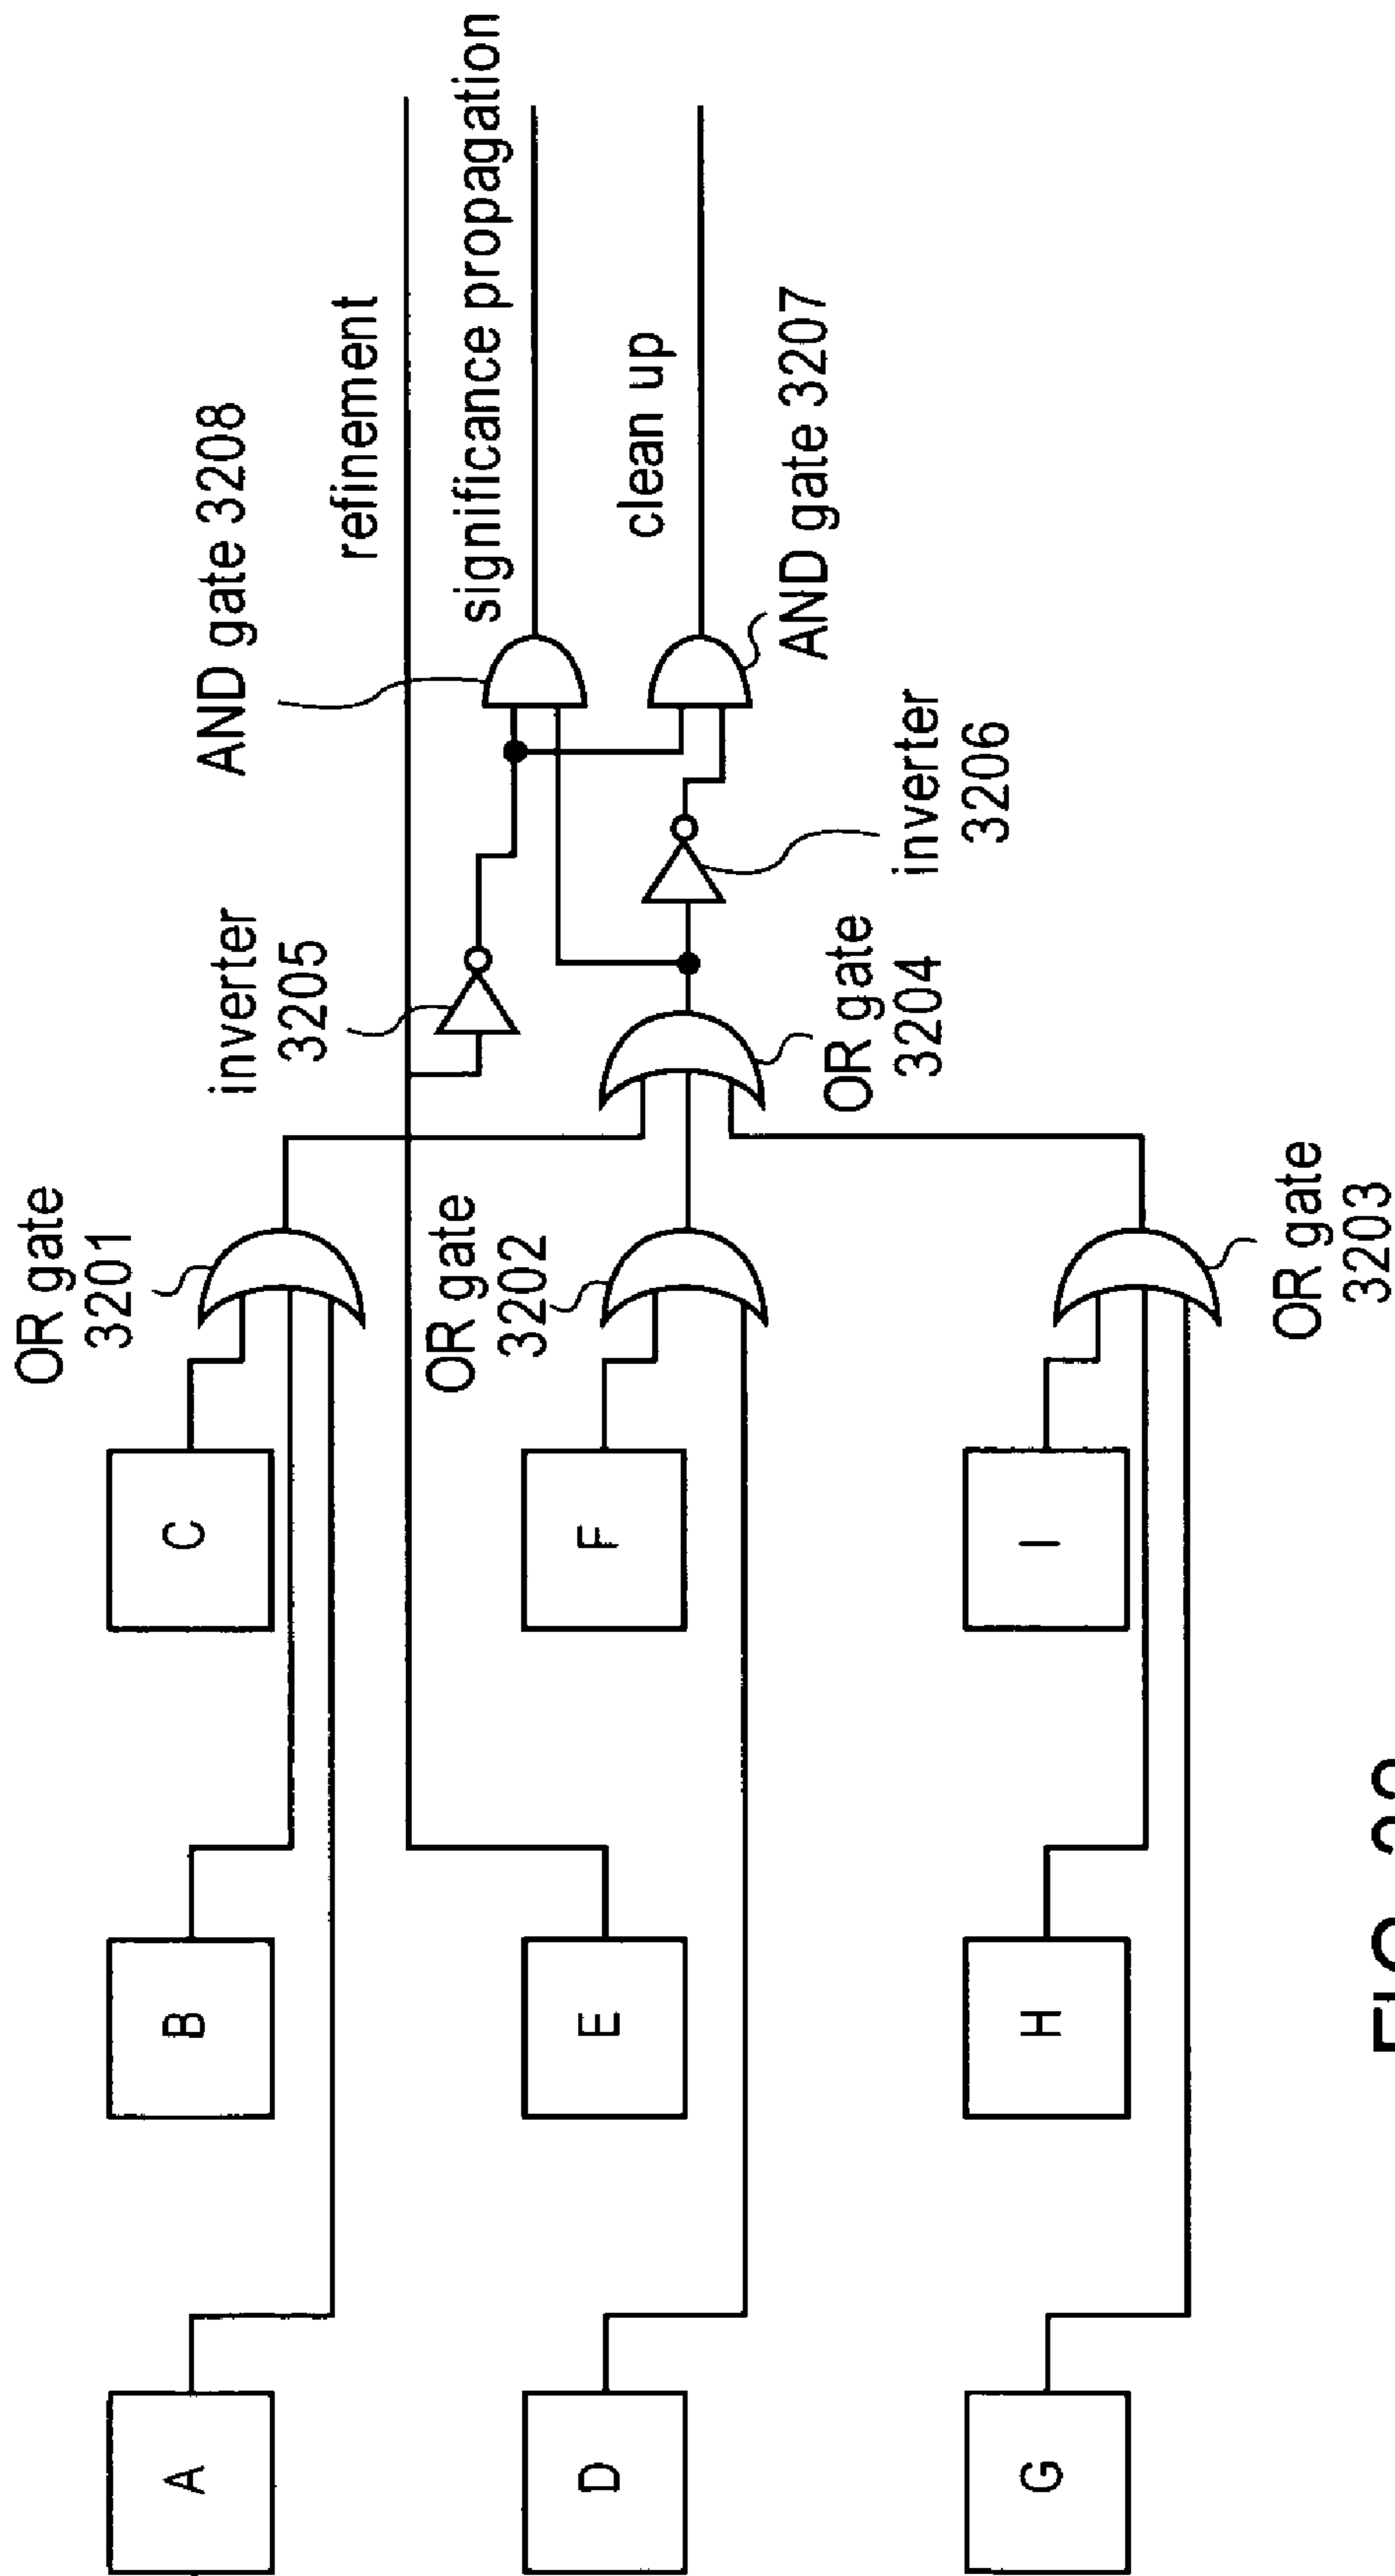 OR gate
3201
AND gate 3208
refinement
inverter
3205
significance propagation
OR gate
3202
clean up
AND gate 3207
OR gate
3204
inverter
3206
OR gate
3203
A
B
C
D
E
F
G
H
I